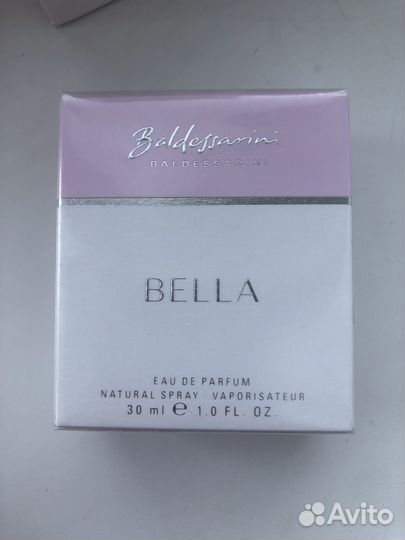 Baldessarini
BALDESSARINI
BELLA
EAU DE PARFUM
NATURAL SPRAY · VAPORISATEUR
30 ml ℮ 1.0 FL. OZ.
Avito